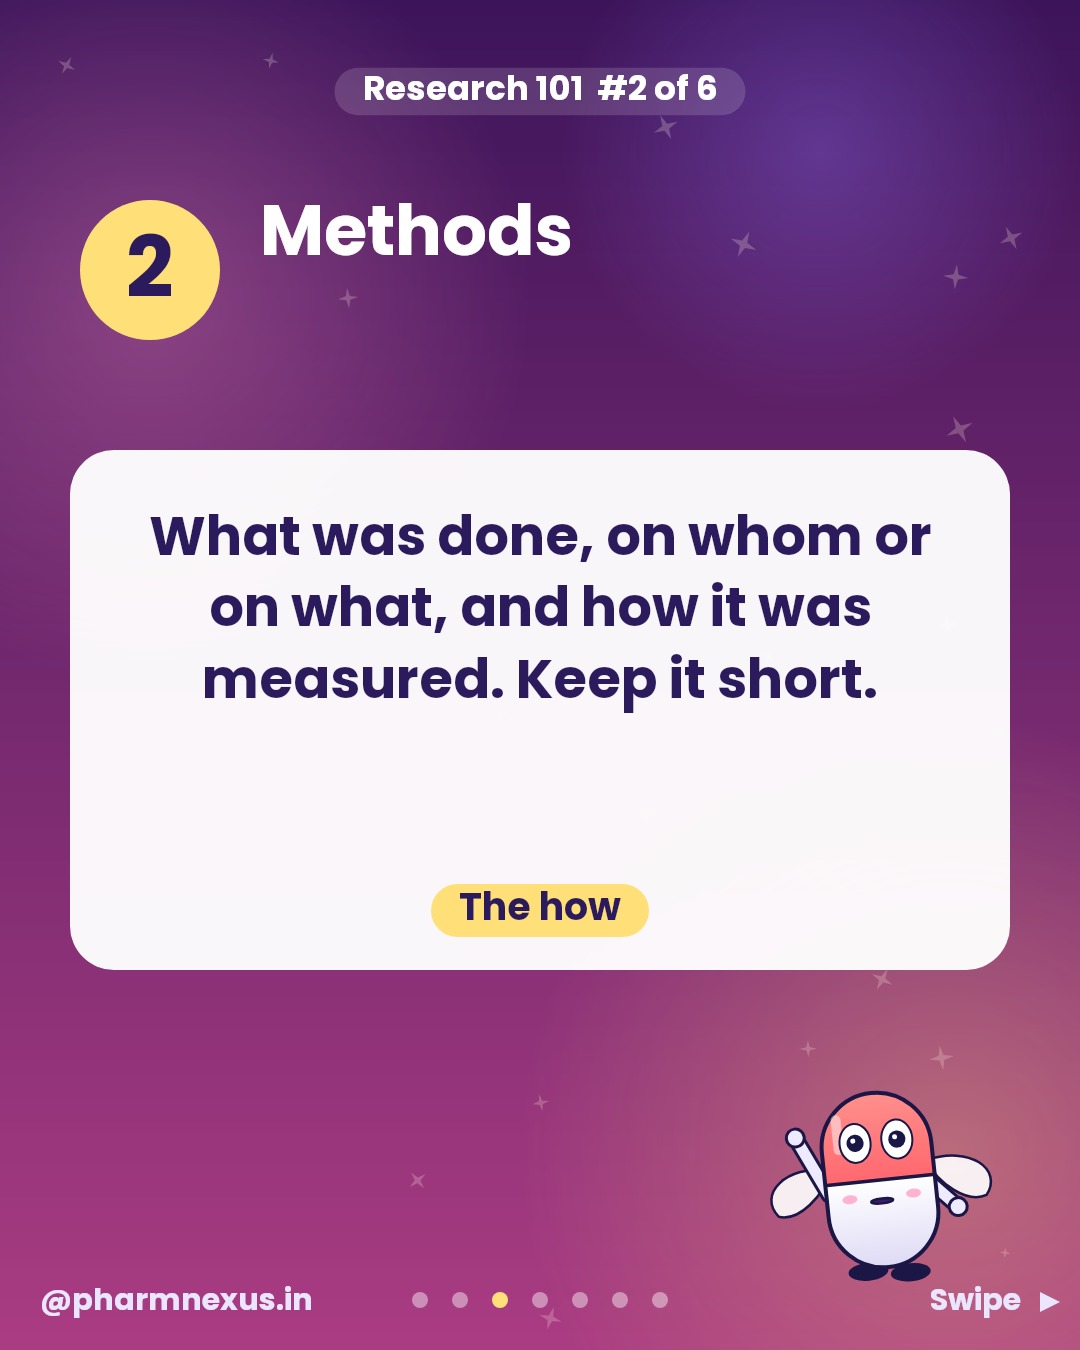 Research 101 #2 of 6
2
Methods
What was done, on whom or
on what, and how it was
measured. Keep it short.
The how
@pharmnexus.in
Swipe ▶